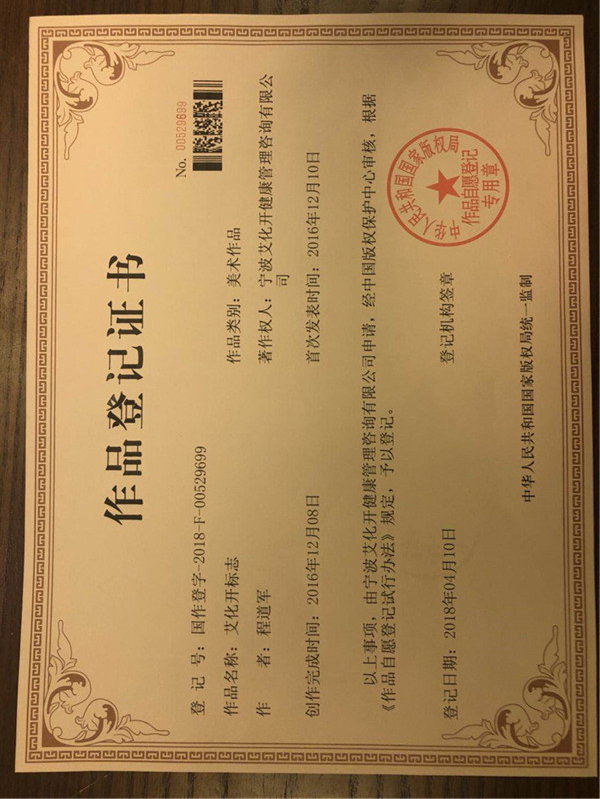 No. 00529699
作品登记证书
登 记 号：国作登字-2018-F-00529699
作品名称：艾化开标志
作品类别：美术作品
作 者：程道军
著作权人：宁波艾化开健康管理咨询有限公
司
创作完成时间：2016年12月08日
首次发表时间：2016年12月10日
以上事项，由宁波艾化开健康管理咨询有限公司申请，经中国版权保护中心审核，根据
《作品自愿登记试行办法》规定，予以登记。
登记日期：2018年04月10日
登记机构签章
中华人民共和国国家版权局
作品自愿登记
专用章
中华人民共和国国家版权局统一监制